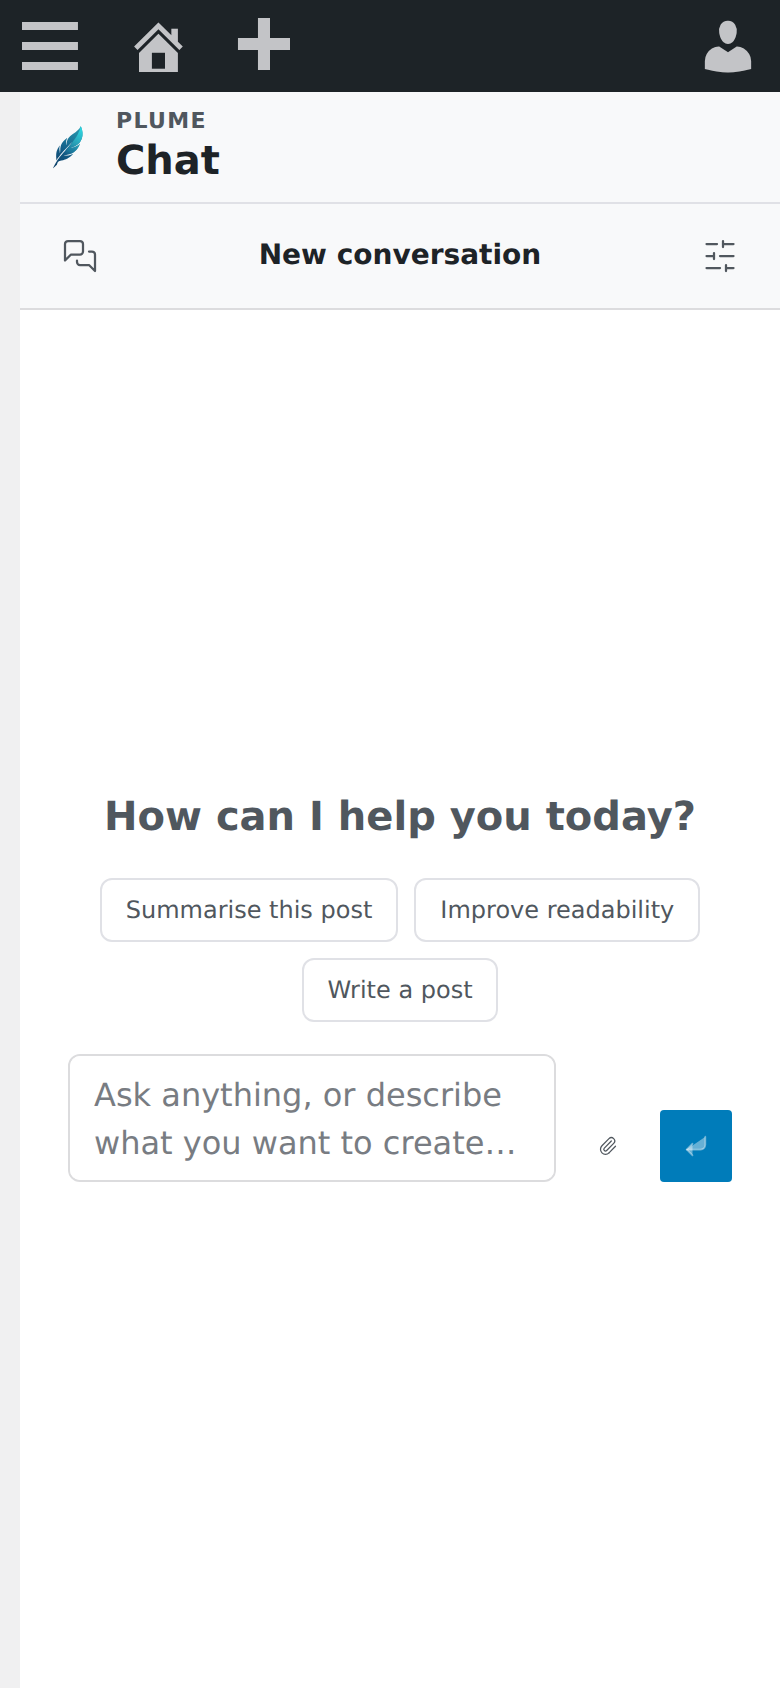 PLUME
Chat
New conversation
How can I help you today?
Summarise this post
Improve readability
Write a post
Ask anything, or describe
what you want to create...